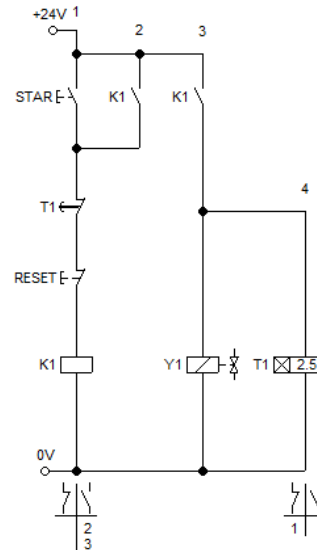 +24V 1 2 3
STAR K1 K1
T1
4
RESET
K1 Y1 T1 2.5
0V
2 1
3